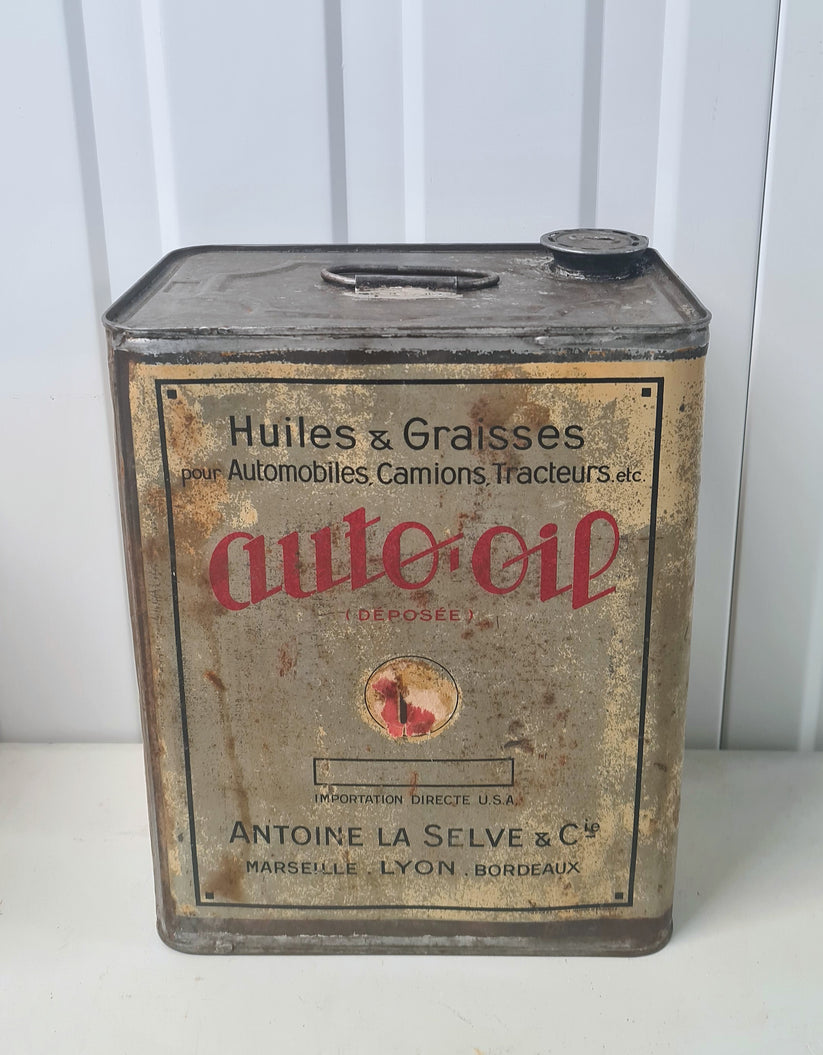 Huiles & Graisses
pour Automobiles, Camions, Tracteurs. etc.
auto-oil
(DÉPOSÉE)
IMPORTATION DIRECTE U.S.A.
ANTOINE LA SELVE & Cie
MARSEILLE . LYON . BORDEAUX